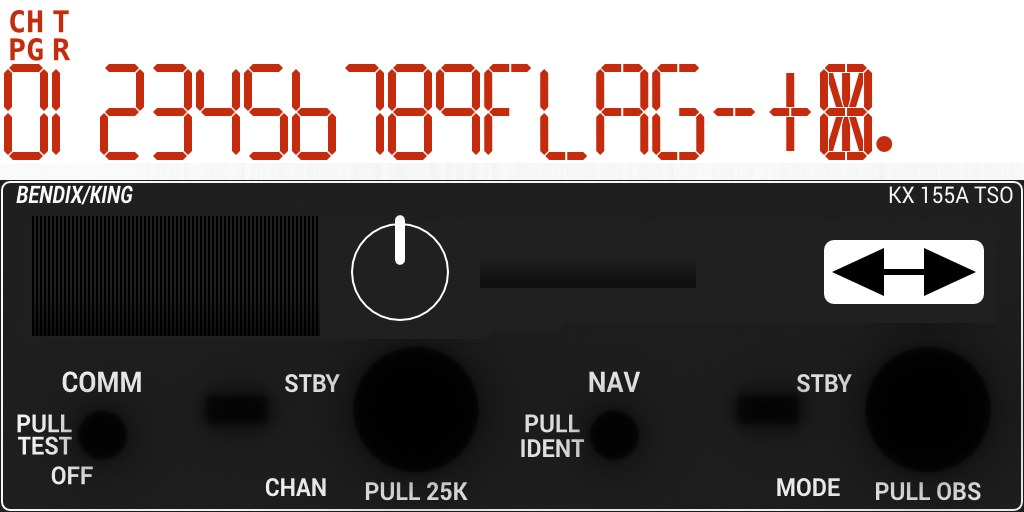 CH T
PG R
01 23456789FLAG-+*.
BENDIX/KING KX 155A TSO
COMM STBY NAV STBY
PULL TEST PULL IDENT
OFF
CHAN PULL 25K MODE PULL OBS